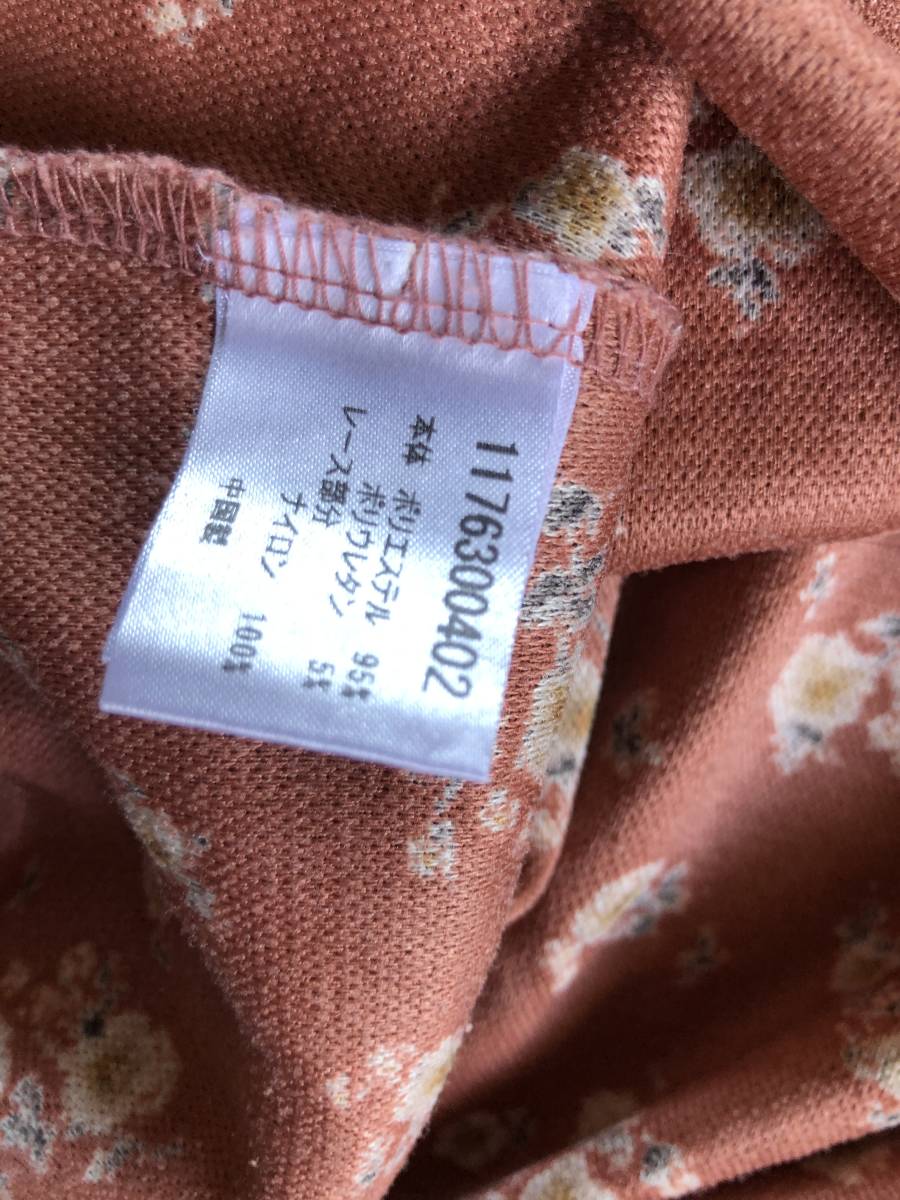 1176300402
本体 ポリエステル 95%
ポリウレタン 5%
レース部分
ナイロン 100%
中国製